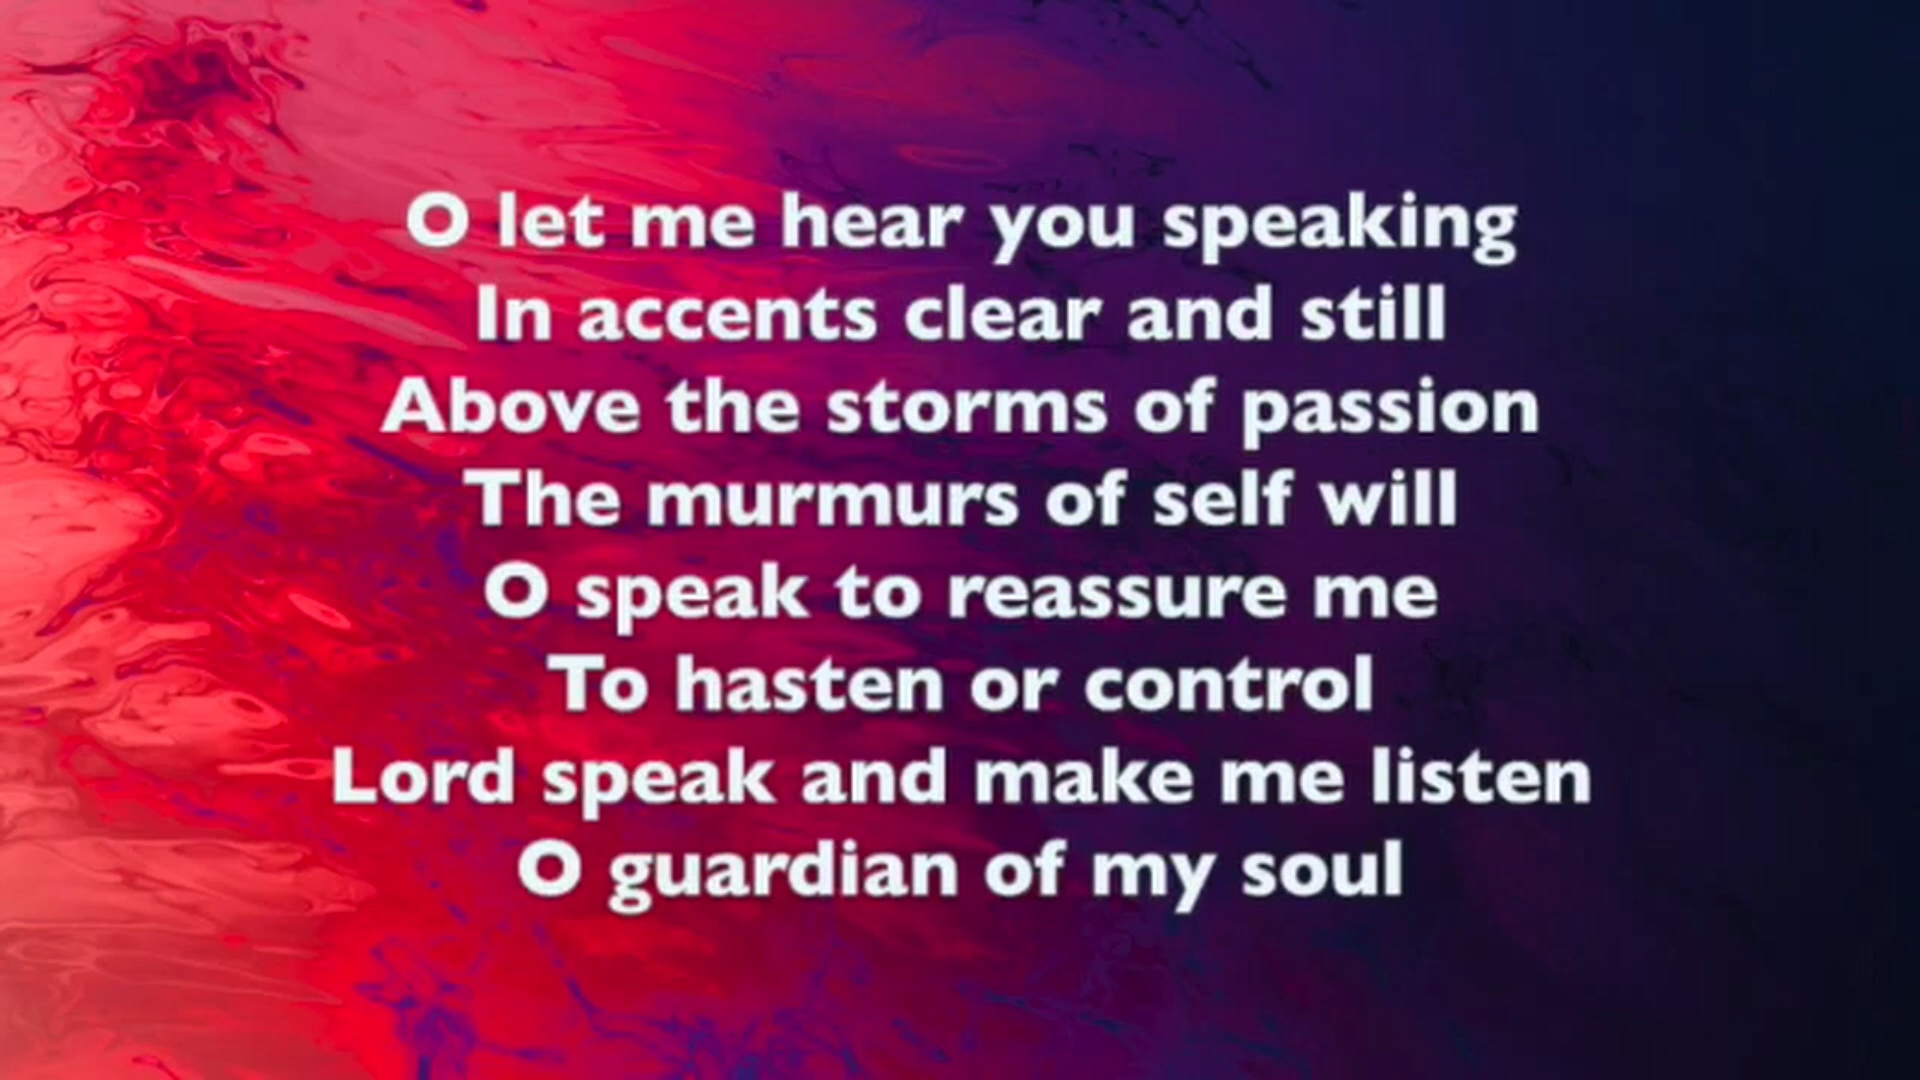 O let me hear you speaking
In accents clear and still
Above the storms of passion
The murmurs of self will
O speak to reassure me
To hasten or control
Lord speak and make me listen
O guardian of my soul